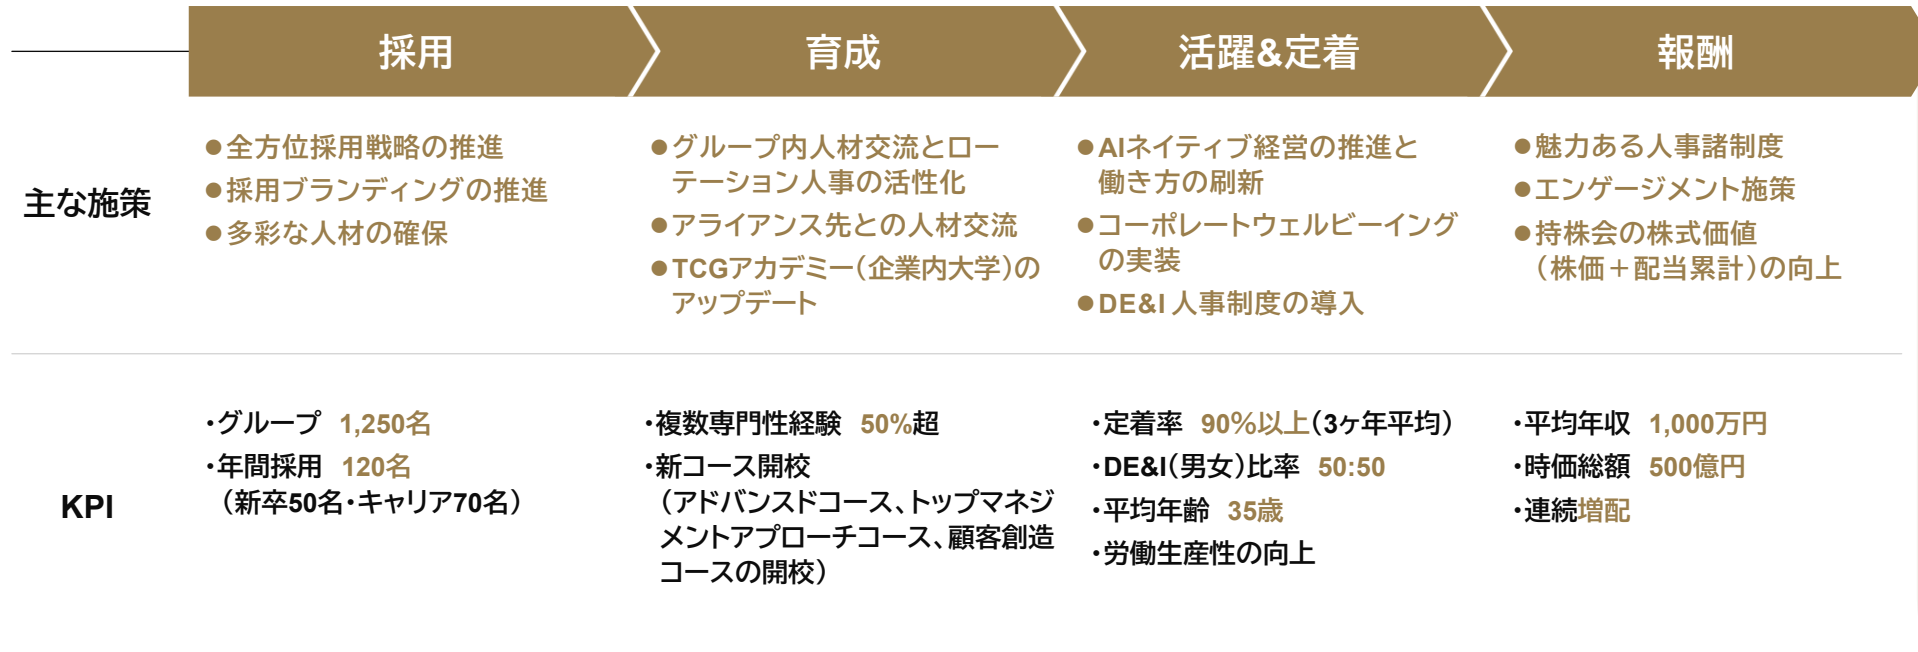 採用
育成
活躍&定着
報酬
主な施策
●全方位採用戦略の推進
●採用ブランディングの推進
●多彩な人材の確保
●グループ内人材交流とロー
テーション人事の活性化
●アライアンス先との人材交流
●TCGアカデミー（企業内大学）の
アップデート
●AIネイティブ経営の推進と
働き方の刷新
●コーポレートウェルビーイング
の実装
●DE&I 人事制度の導入
●魅力ある人事諸制度
●エンゲージメント施策
●持株会の株式価値
（株価＋配当累計）の向上
KPI
・グループ 1,250名
・年間採用 120名
（新卒50名・キャリア70名）
・複数専門性経験 50%超
・新コース開校
（アドバンスドコース、トップマネジ
メントアプローチコース、顧客創造
コースの開校）
・定着率 90%以上（3ヶ年平均）
・DE&I（男女）比率 50:50
・平均年齢 35歳
・労働生産性の向上
・平均年収 1,000万円
・時価総額 500億円
・連続増配